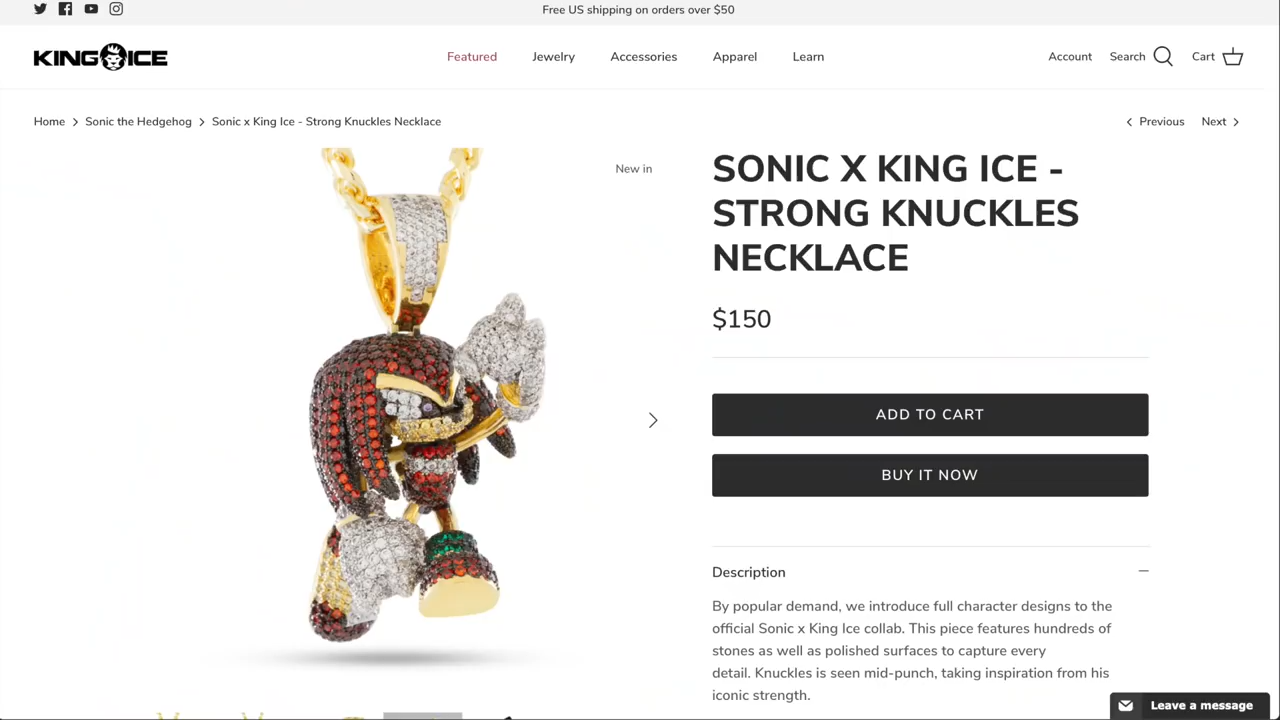 Free US shipping on orders over $50
KING ICE
Featured Jewelry Accessories Apparel Learn
Account Search Cart
Home > Sonic the Hedgehog > Sonic x King Ice - Strong Knuckles Necklace
< Previous Next >
New in
SONIC X KING ICE -
STRONG KNUCKLES
NECKLACE
$150
ADD TO CART
BUY IT NOW
Description
By popular demand, we introduce full character designs to the
official Sonic x King Ice collab. This piece features hundreds of
stones as well as polished surfaces to capture every
detail. Knuckles is seen mid-punch, taking inspiration from his
iconic strength.
Leave a message